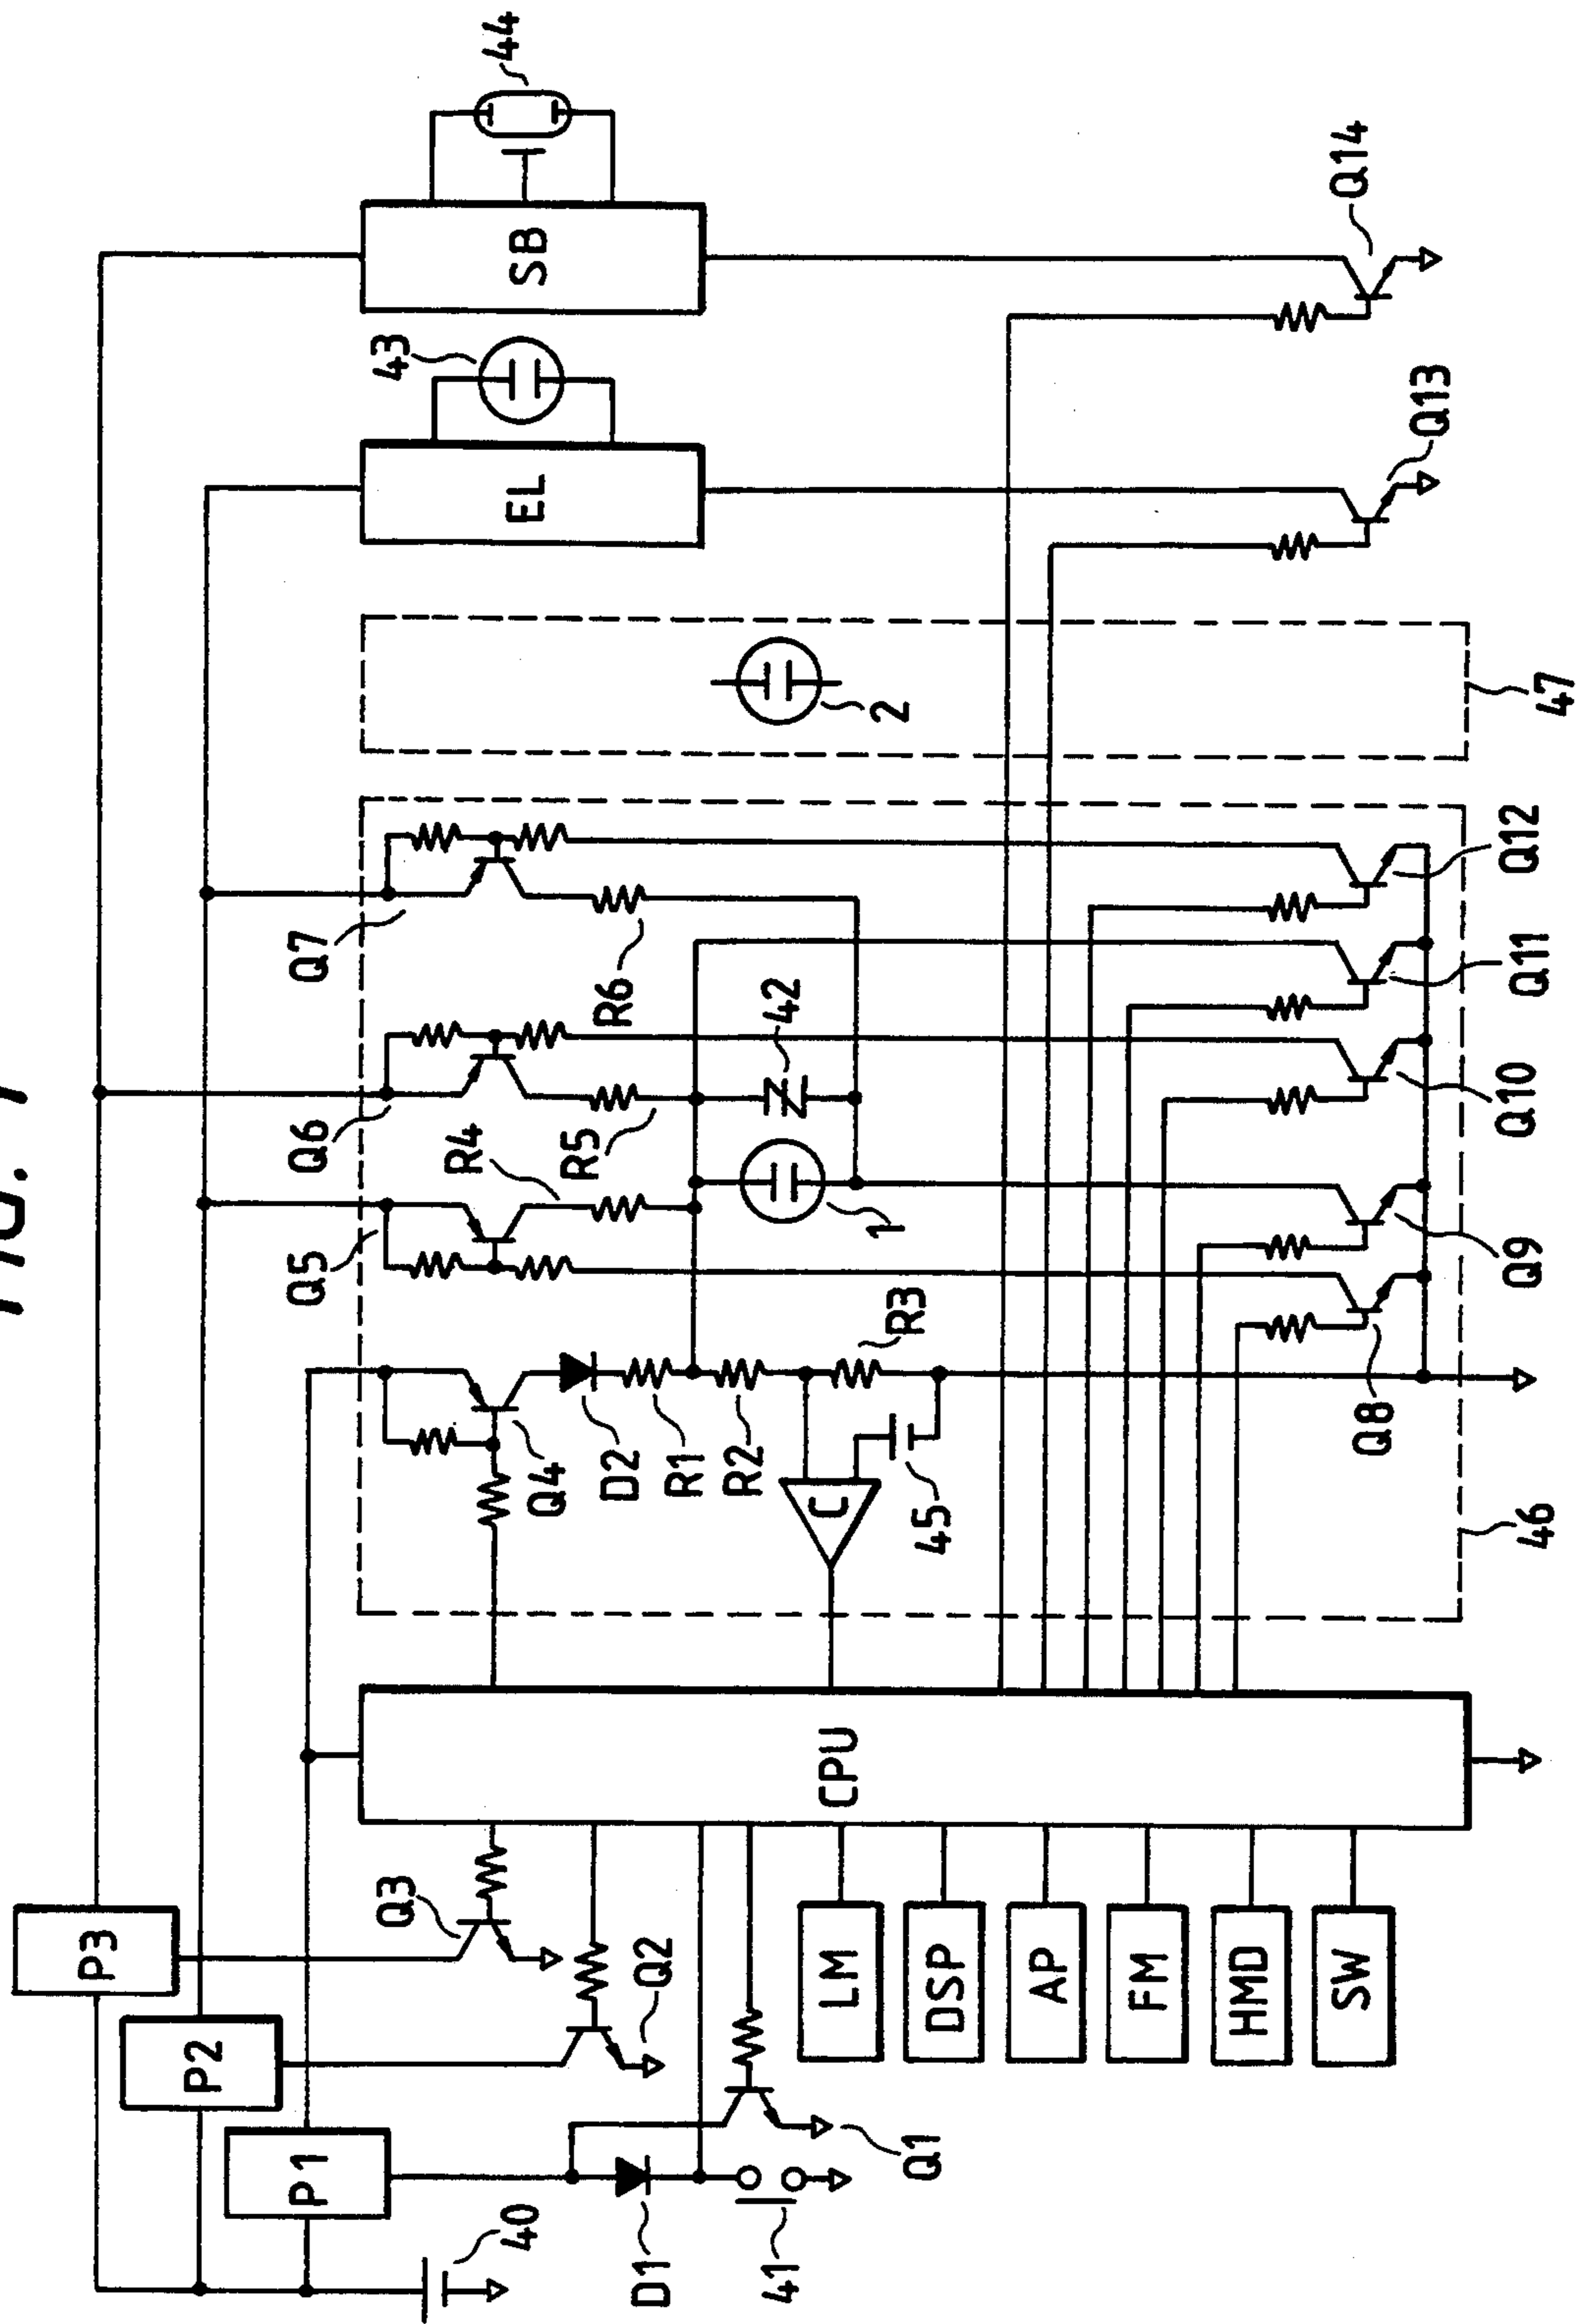 FIG.
P3
P2
P1
Q5
Q6
Q7
Q3
43
R4
44
40
Q4
EL
SB
R5
D2
R6
D1
Q2
R1
R2
41
42
LM
CPU
C
1
2
R3
Q1
DSP
45
AP
FM
HMD
SW
Q14
Q8
Q13
Q9
Q10
Q11
Q12
46
47